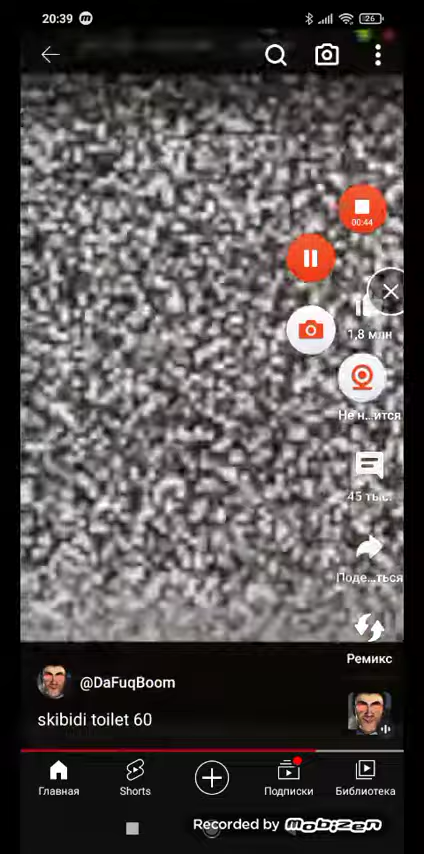 20:39
26
00:44
1,8 млн
Не н...ится
45 тыс.
Поде...ться
Ремикс
@DaFuqBoom
skibidi toilet 60
Главная
Shorts
Подписки
Библиотека
Recorded by mobizen